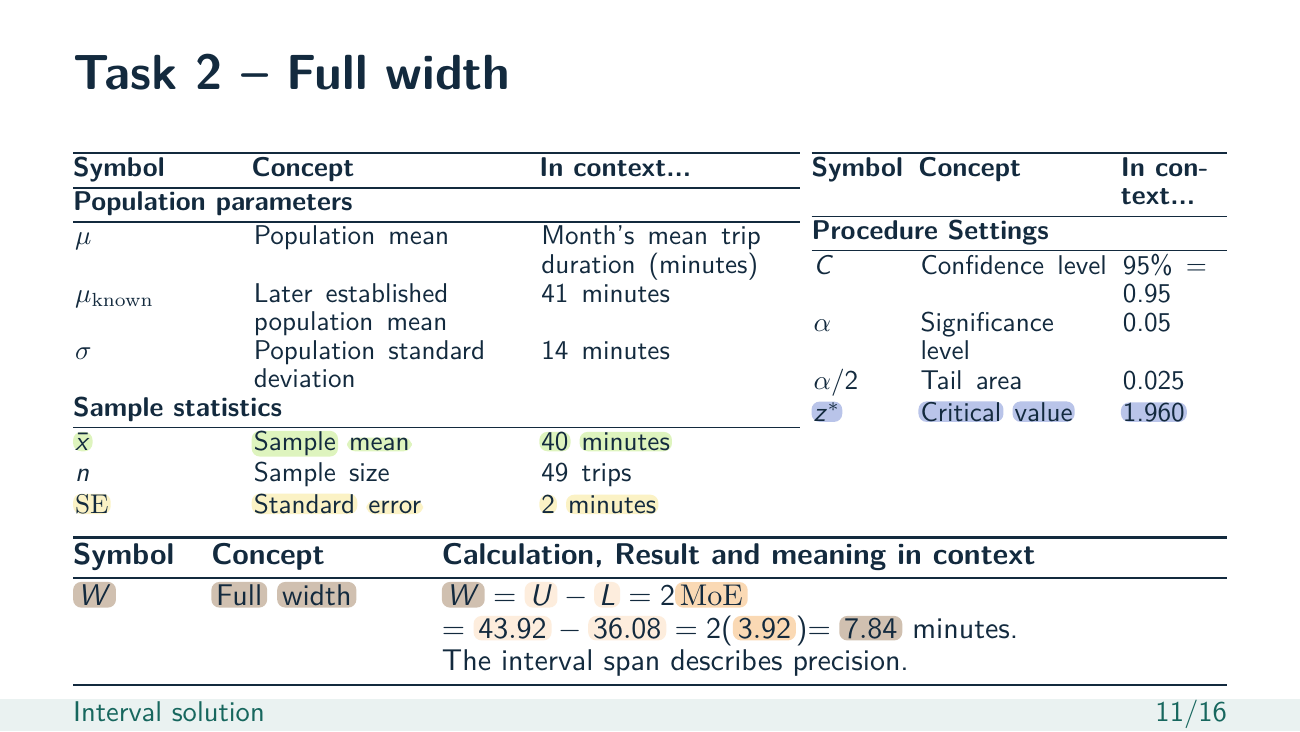 Task 2 – Full width
Symbol Concept In context...
Population parameters
μ Population mean Month's mean trip
duration (minutes)
μknown Later established 41 minutes
population mean
σ Population standard 14 minutes
deviation
Sample statistics
x̄ Sample mean 40 minutes
n Sample size 49 trips
SE Standard error 2 minutes
Symbol Concept In con-
text...
Procedure Settings
C Confidence level 95% =
0.95
α Significance 0.05
level
α/2 Tail area 0.025
z* Critical value 1.960
Symbol Concept Calculation, Result and meaning in context
W Full width W = U − L = 2MoE
= 43.92 − 36.08 = 2(3.92)= 7.84 minutes.
The interval span describes precision.
Interval solution 11/16